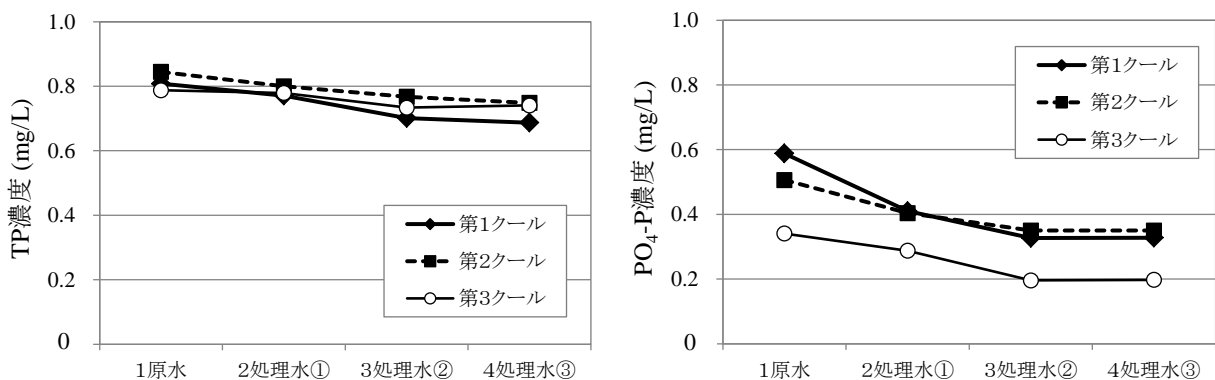 TP濃度 (mg/L)
1.0
0.8
0.6
0.4
0.2
0
第1クール
第2クール
第3クール
1原水
2処理水①
3処理水②
4処理水③
PO4-P濃度 (mg/L)
1.0
0.8
0.6
0.4
0.2
0.0
第1クール
第2クール
第3クール
1原水
2処理水①
3処理水②
4処理水③